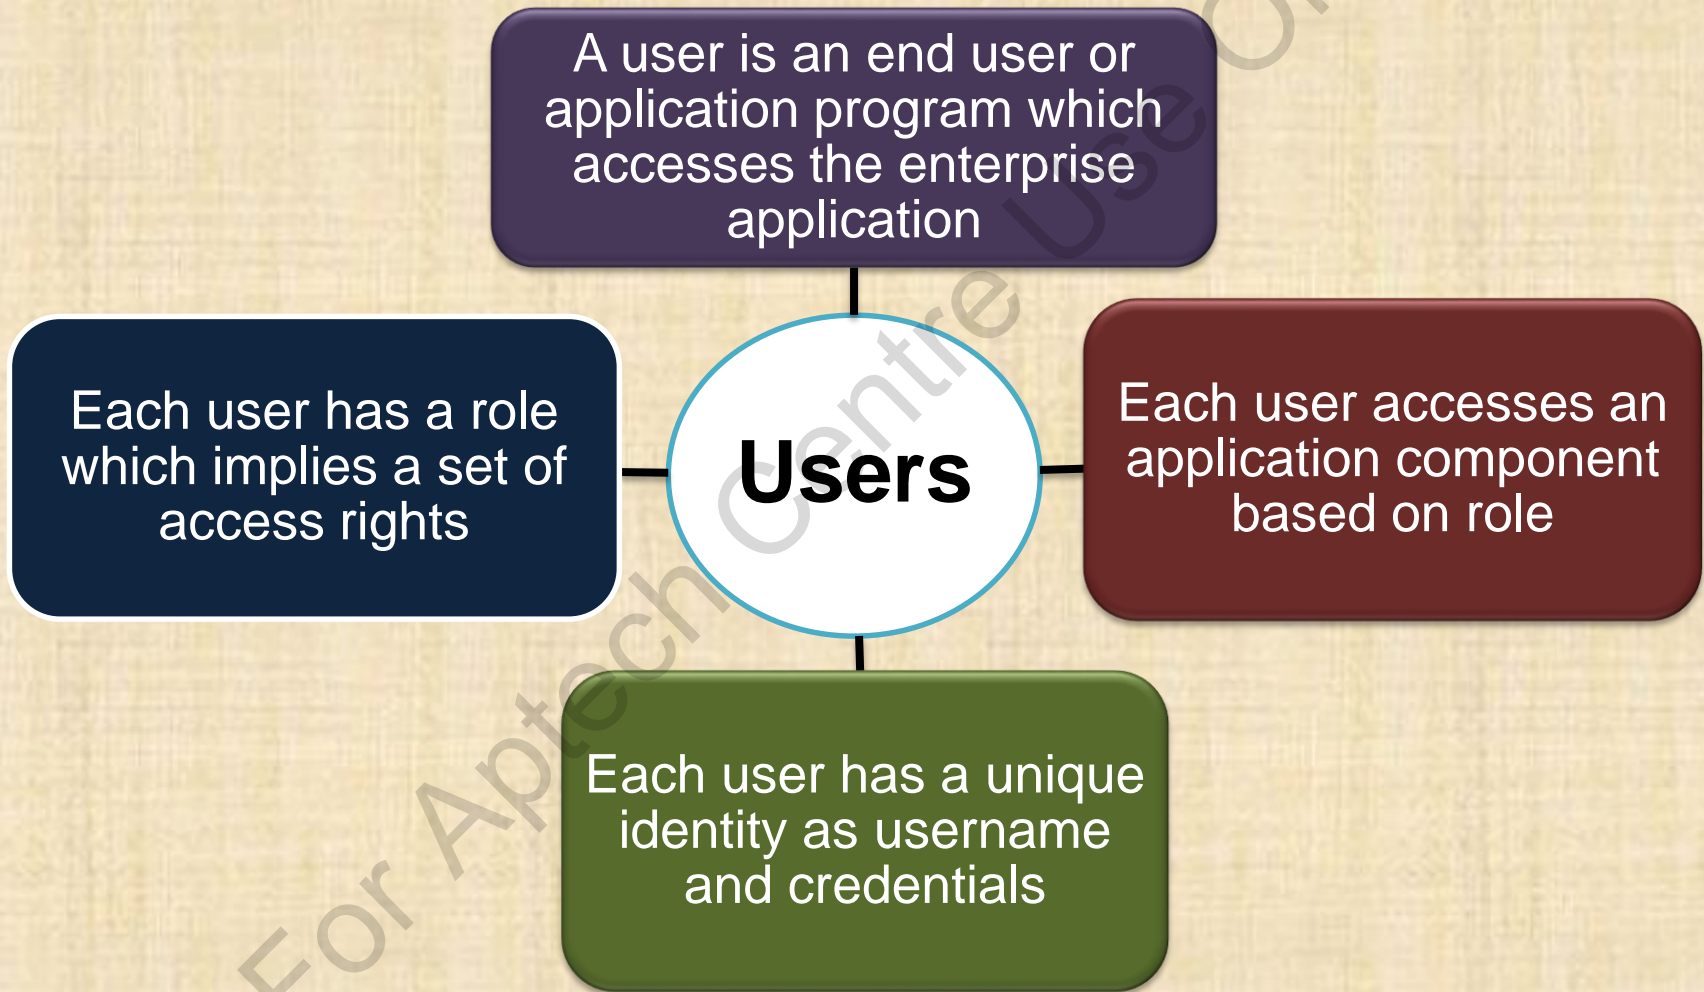 A user is an end user or
application program which
accesses the enterprise
application
Each user has a role
which implies a set of
access rights
Users
Each user accesses an
application component
based on role
Each user has a unique
identity as username
and credentials
For Aptech Centre Use